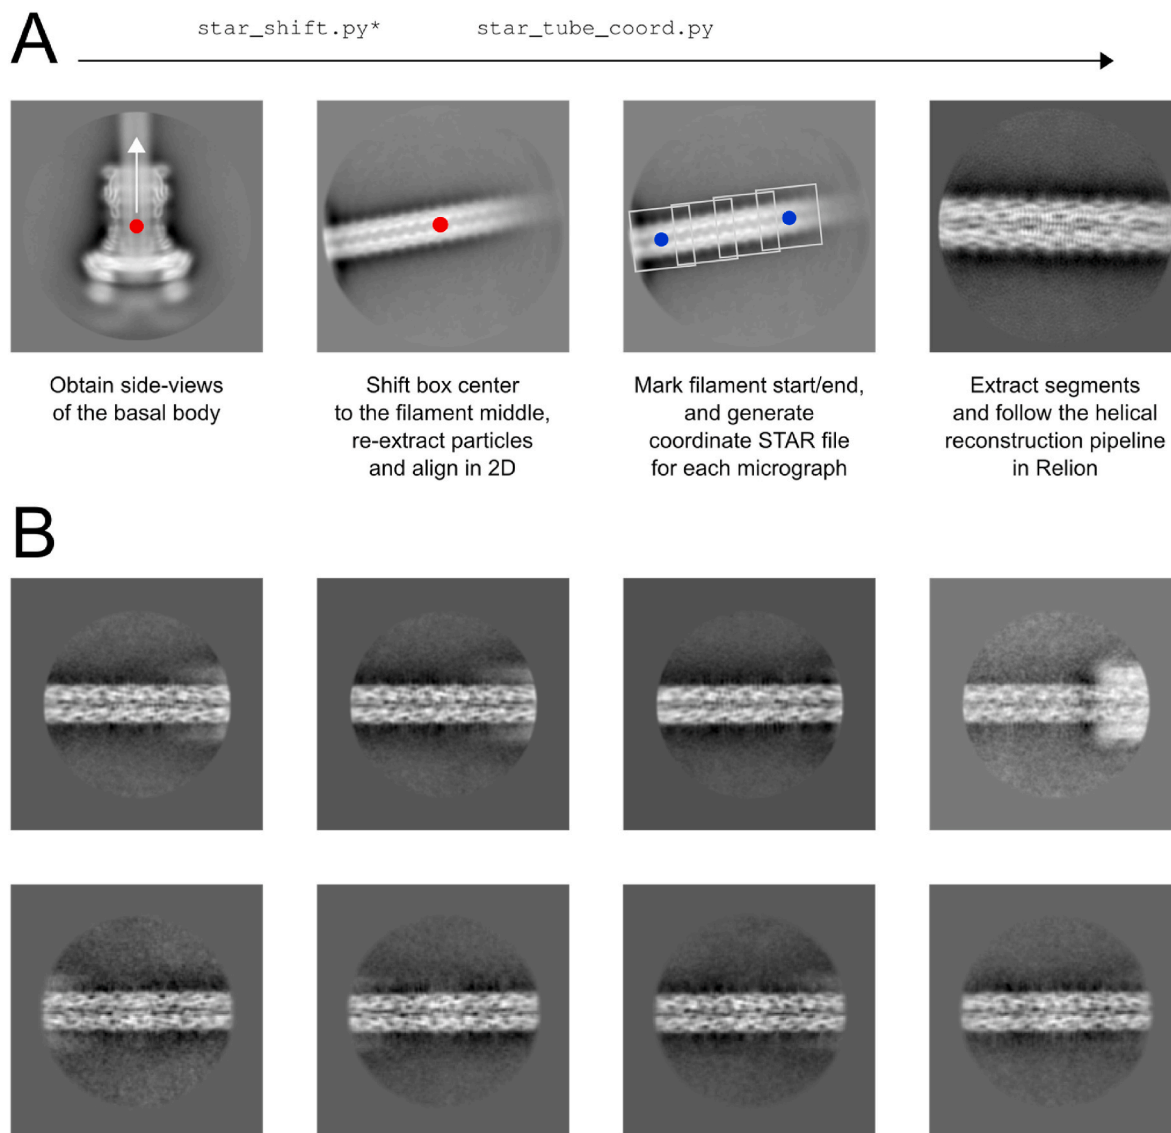 A
star_shift.py*
star_tube_coord.py
Obtain side-views
of the basal body
Shift box center
to the filament middle,
re-extract particles
and align in 2D
Mark filament start/end,
and generate
coordinate STAR file
for each micrograph
Extract segments
and follow the helical
reconstruction pipeline
in Relion
B